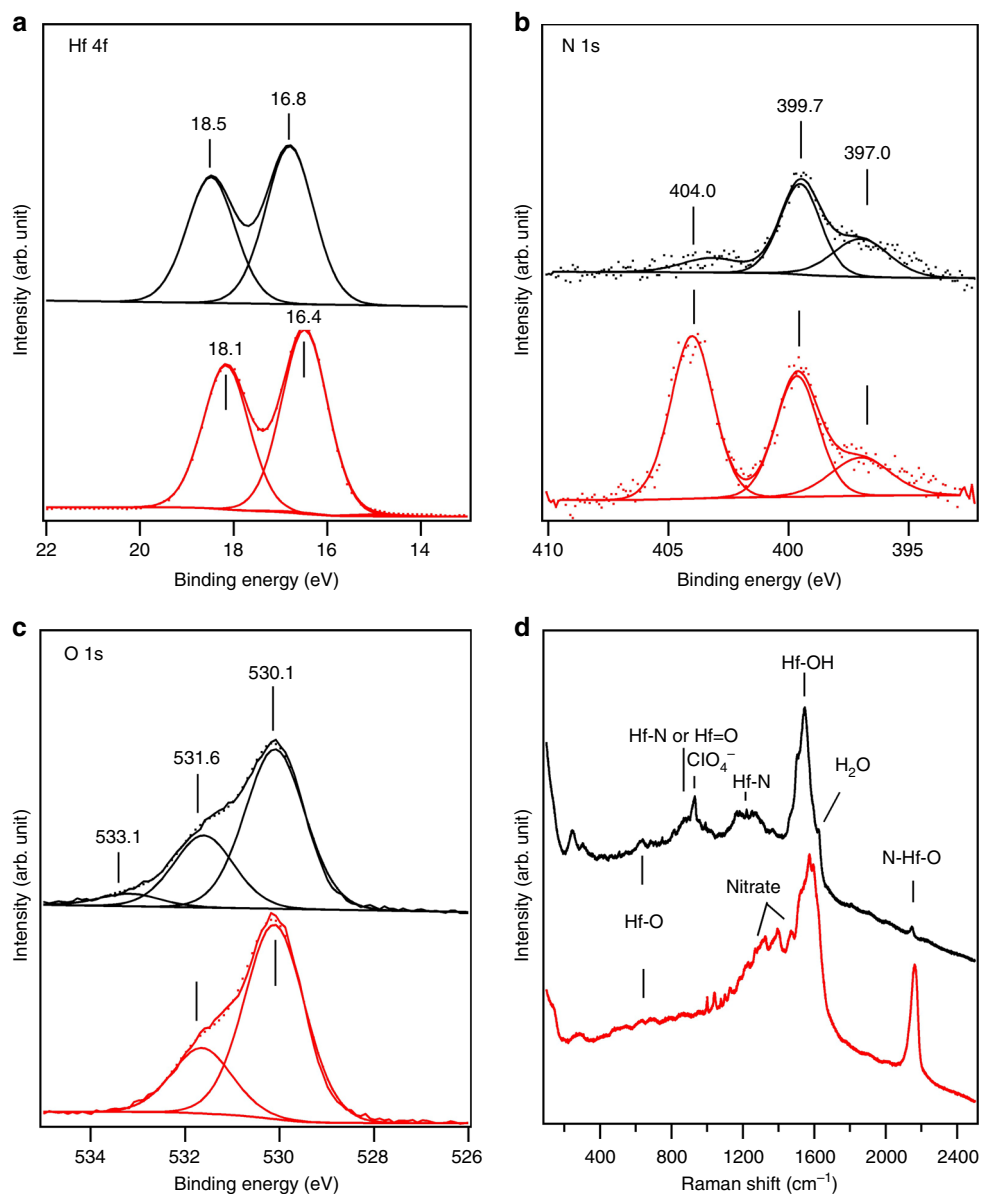 a
Hf 4f
18.5
16.8
18.1
16.4
Intensity (arb. unit)
22 20 18 16 14
Binding energy (eV)
b
N 1s
404.0
399.7
397.0
Intensity (arb. unit)
410 405 400 395
Binding energy (eV)
c
O 1s
533.1
531.6
530.1
Intensity (arb. unit)
534 532 530 528 526
Binding energy (eV)
d
Hf-OH
Hf-N or Hf=O
ClO₄⁻
Hf-N
H₂O
N-Hf-O
Hf-O
Nitrate
Intensity (arb. unit)
400 1200 1600 2000 2400
Raman shift (cm⁻¹)